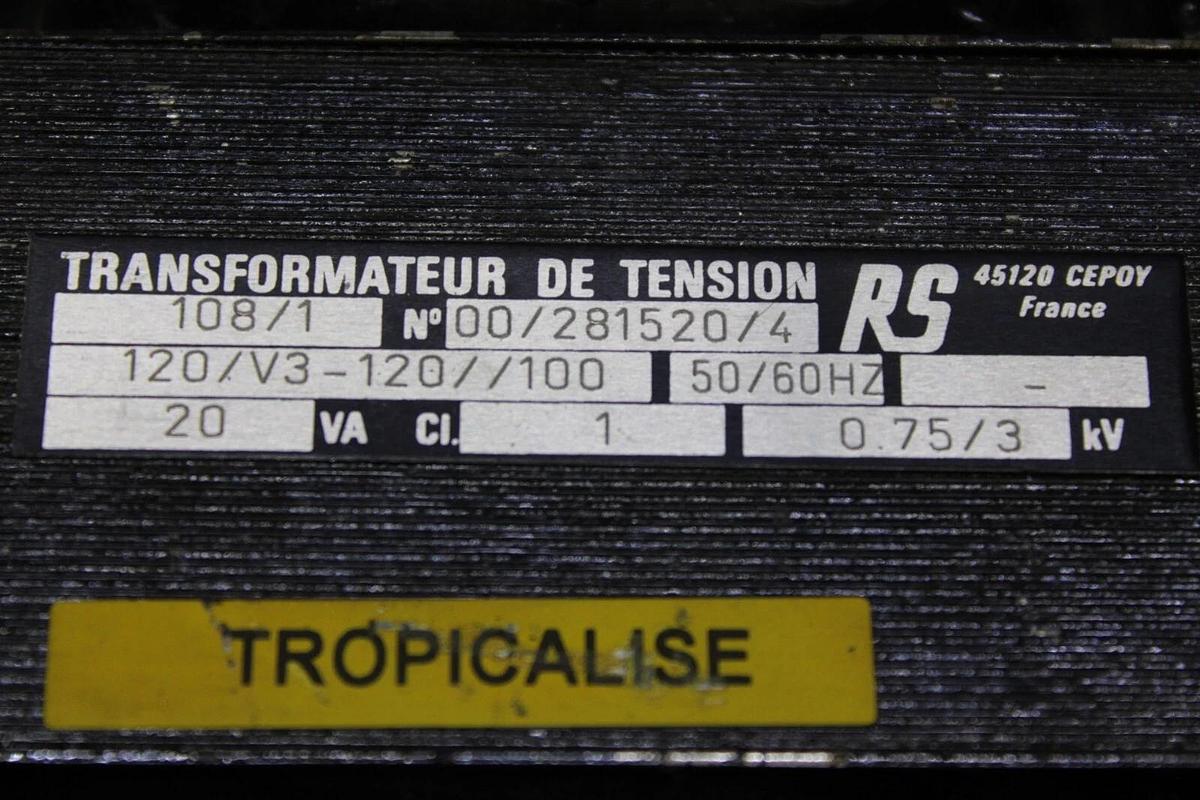 TRANSFORMATEUR DE TENSION RS 45120 CEPOY
France
108/1 Nº 00/281520/4
120/V3-120//100 50/60HZ -
20 VA Cl. 1 0.75/3 kV
TROPICALISE